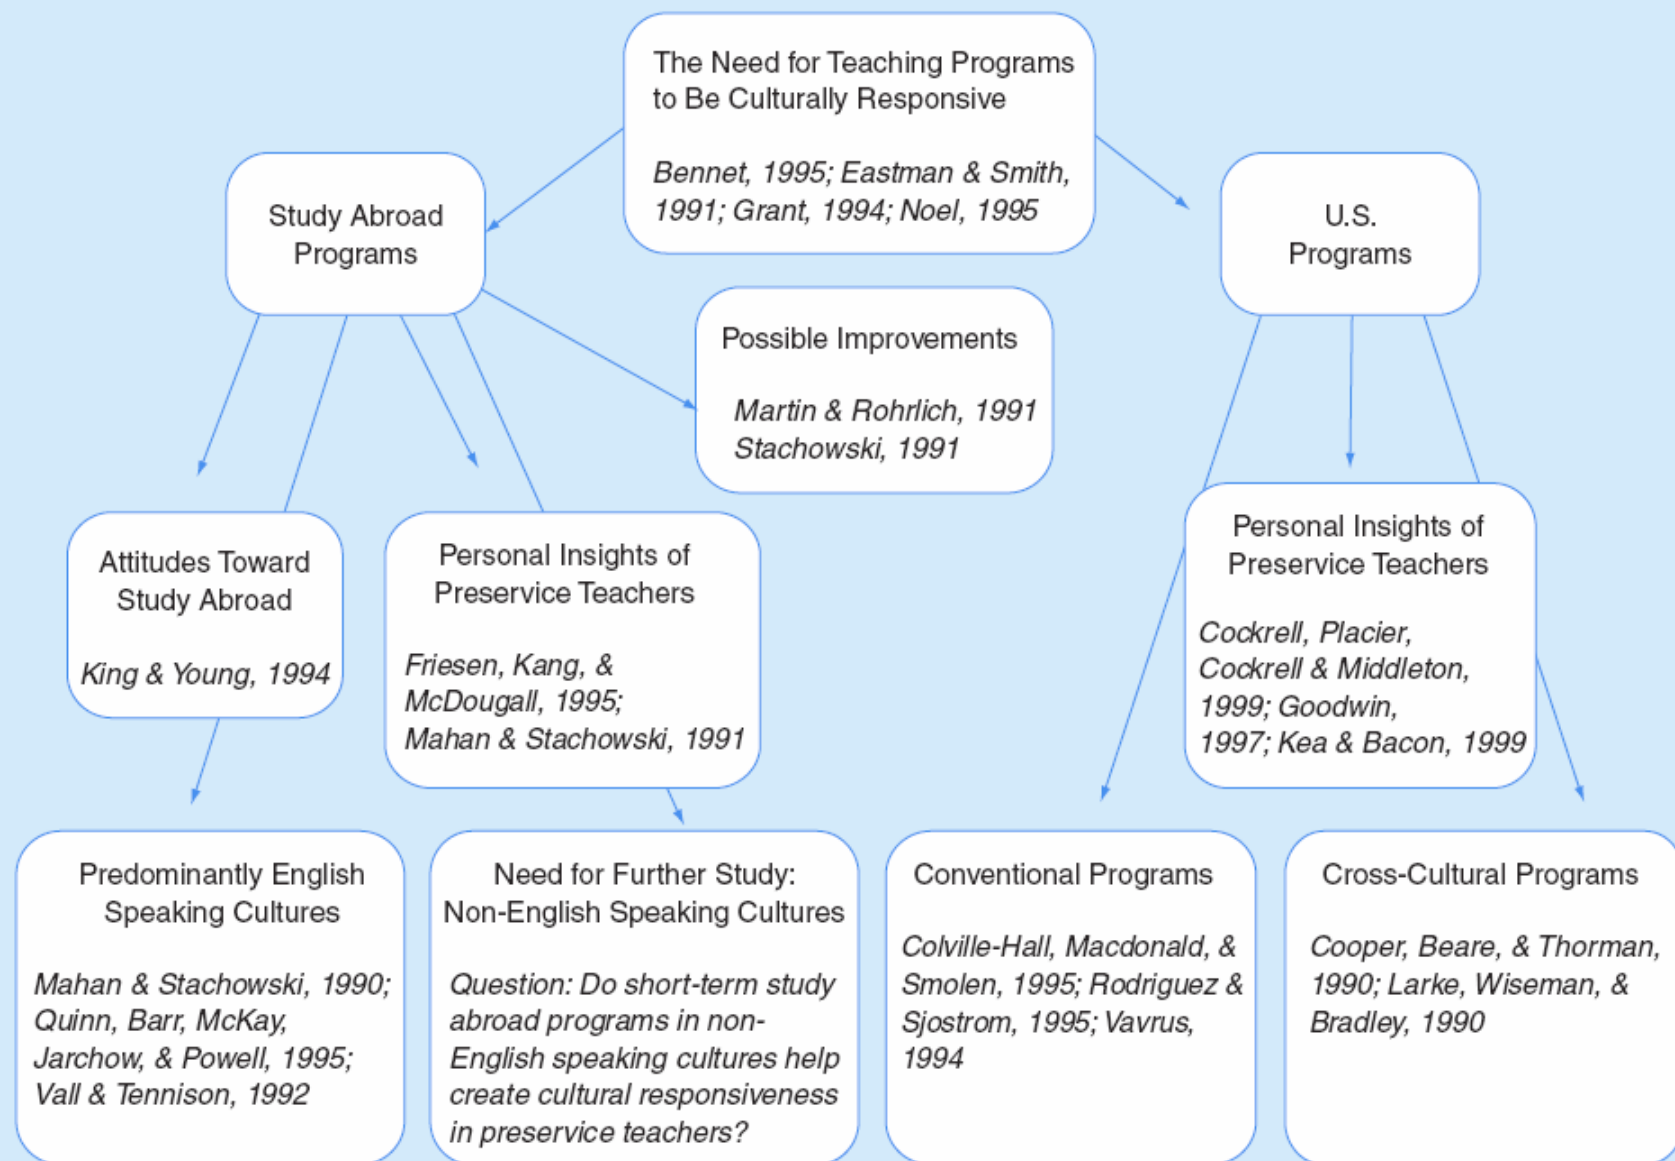 The Need for Teaching Programs
to Be Culturally Responsive
Bennet, 1995; Eastman & Smith,
1991; Grant, 1994; Noel, 1995
Study Abroad
Programs
U.S.
Programs
Possible Improvements
Martin & Rohrlich, 1991
Stachowski, 1991
Attitudes Toward
Study Abroad
King & Young, 1994
Personal Insights of
Preservice Teachers
Friesen, Kang, &
McDougall, 1995;
Mahan & Stachowski, 1991
Personal Insights of
Preservice Teachers
Cockrell, Placier,
Cockrell & Middleton,
1999; Goodwin,
1997; Kea & Bacon, 1999
Predominantly English
Speaking Cultures
Mahan & Stachowski, 1990;
Quinn, Barr, McKay,
Jarchow, & Powell, 1995;
Vall & Tennison, 1992
Need for Further Study:
Non-English Speaking Cultures
Question: Do short-term study
abroad programs in non-
English speaking cultures help
create cultural responsiveness
in preservice teachers?
Conventional Programs
Colville-Hall, Macdonald, &
Smolen, 1995; Rodriguez &
Sjostrom, 1995; Vavrus,
1994
Cross-Cultural Programs
Cooper, Beare, & Thorman,
1990; Larke, Wiseman, &
Bradley, 1990